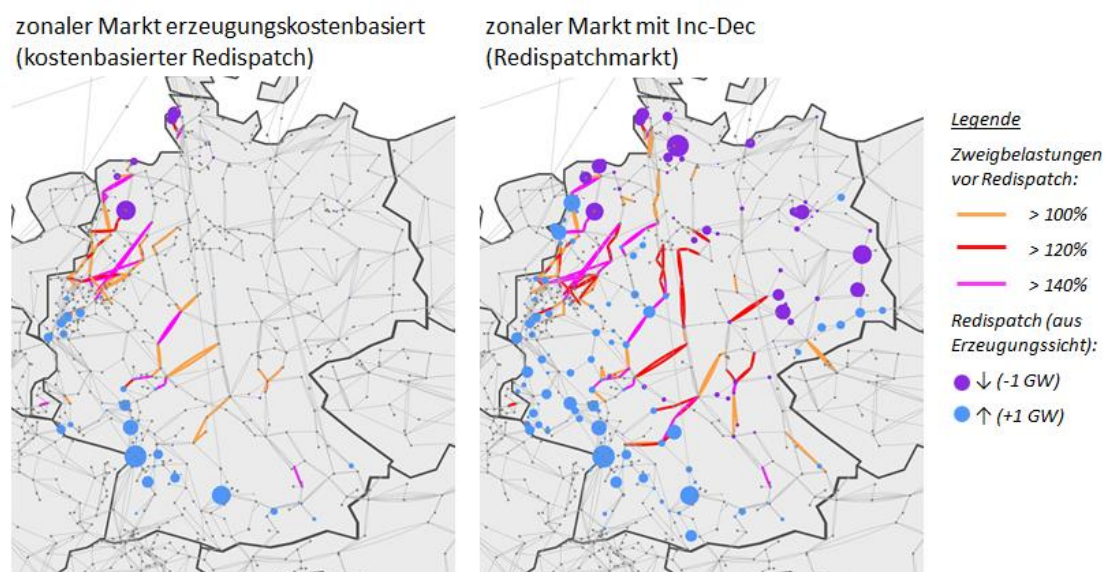 zonaler Markt erzeugungskostenbasiert
(kostenbasierter Redispatch)
zonaler Markt mit Inc-Dec
(Redispatchmarkt)
Legende
Zweigbelastungen
vor Redispatch:
> 100%
> 120%
> 140%
Redispatch (aus
Erzeugungssicht):
↓ (-1 GW)
↑ (+1 GW)